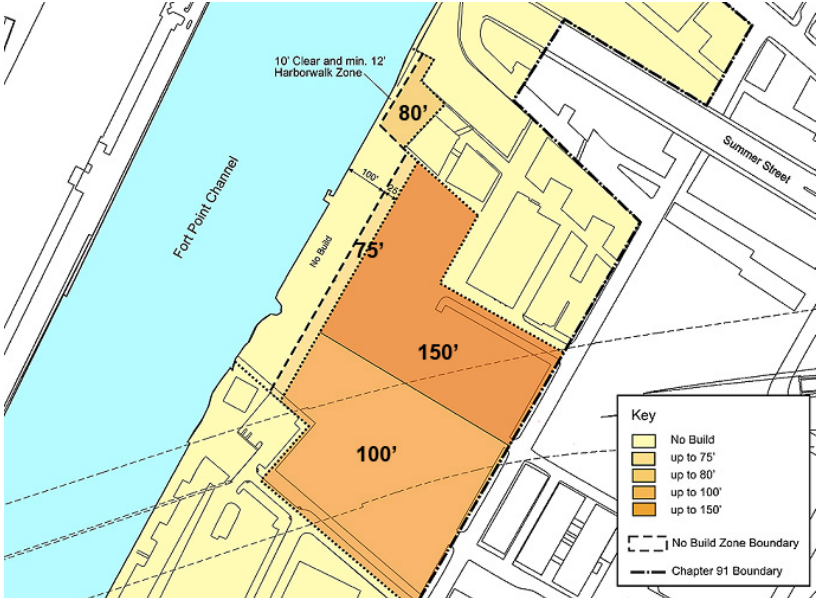 10' Clear and min. 12'
Harborwalk Zone
80'
Summer Street
Fort Point Channel
100'
25'
No Build
75'
150'
100'
Key
No Build
up to 75'
up to 80'
up to 100'
up to 150'
No Build Zone Boundary
Chapter 91 Boundary